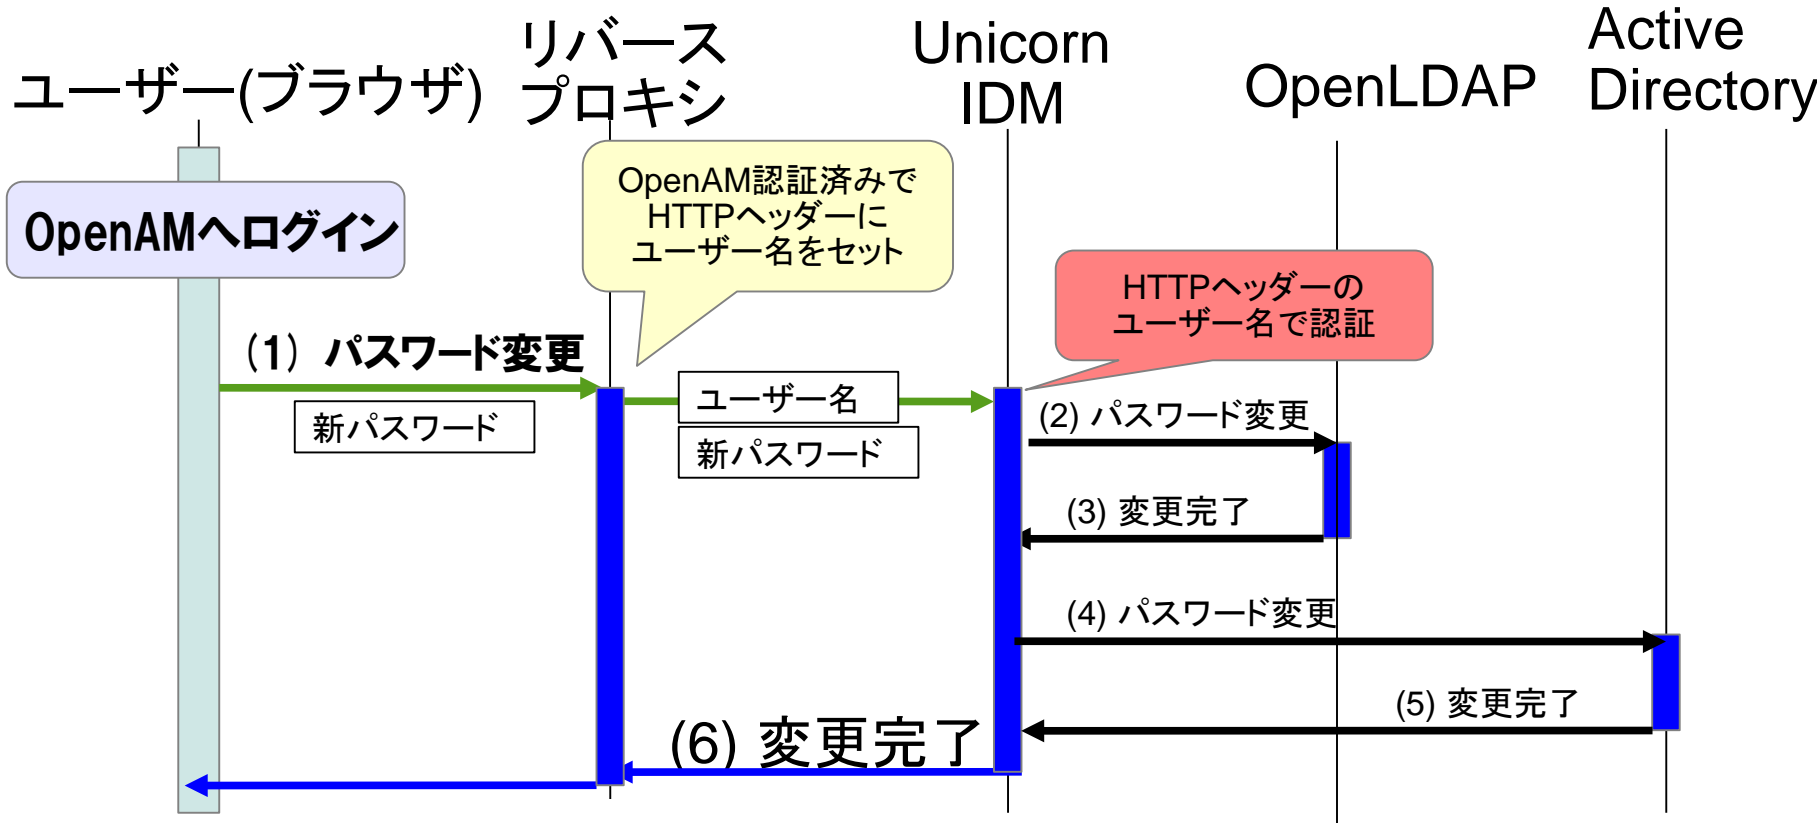 ユーザー(ブラウザ)
リバース
プロキシ
Unicorn
IDM
OpenLDAP
Active
Directory
OpenAMへログイン
OpenAM認証済みで
HTTPヘッダーに
ユーザー名をセット
HTTPヘッダーの
ユーザー名で認証
(1) パスワード変更
新パスワード
ユーザー名
新パスワード
(2) パスワード変更
(3) 変更完了
(4) パスワード変更
(5) 変更完了
(6) 変更完了